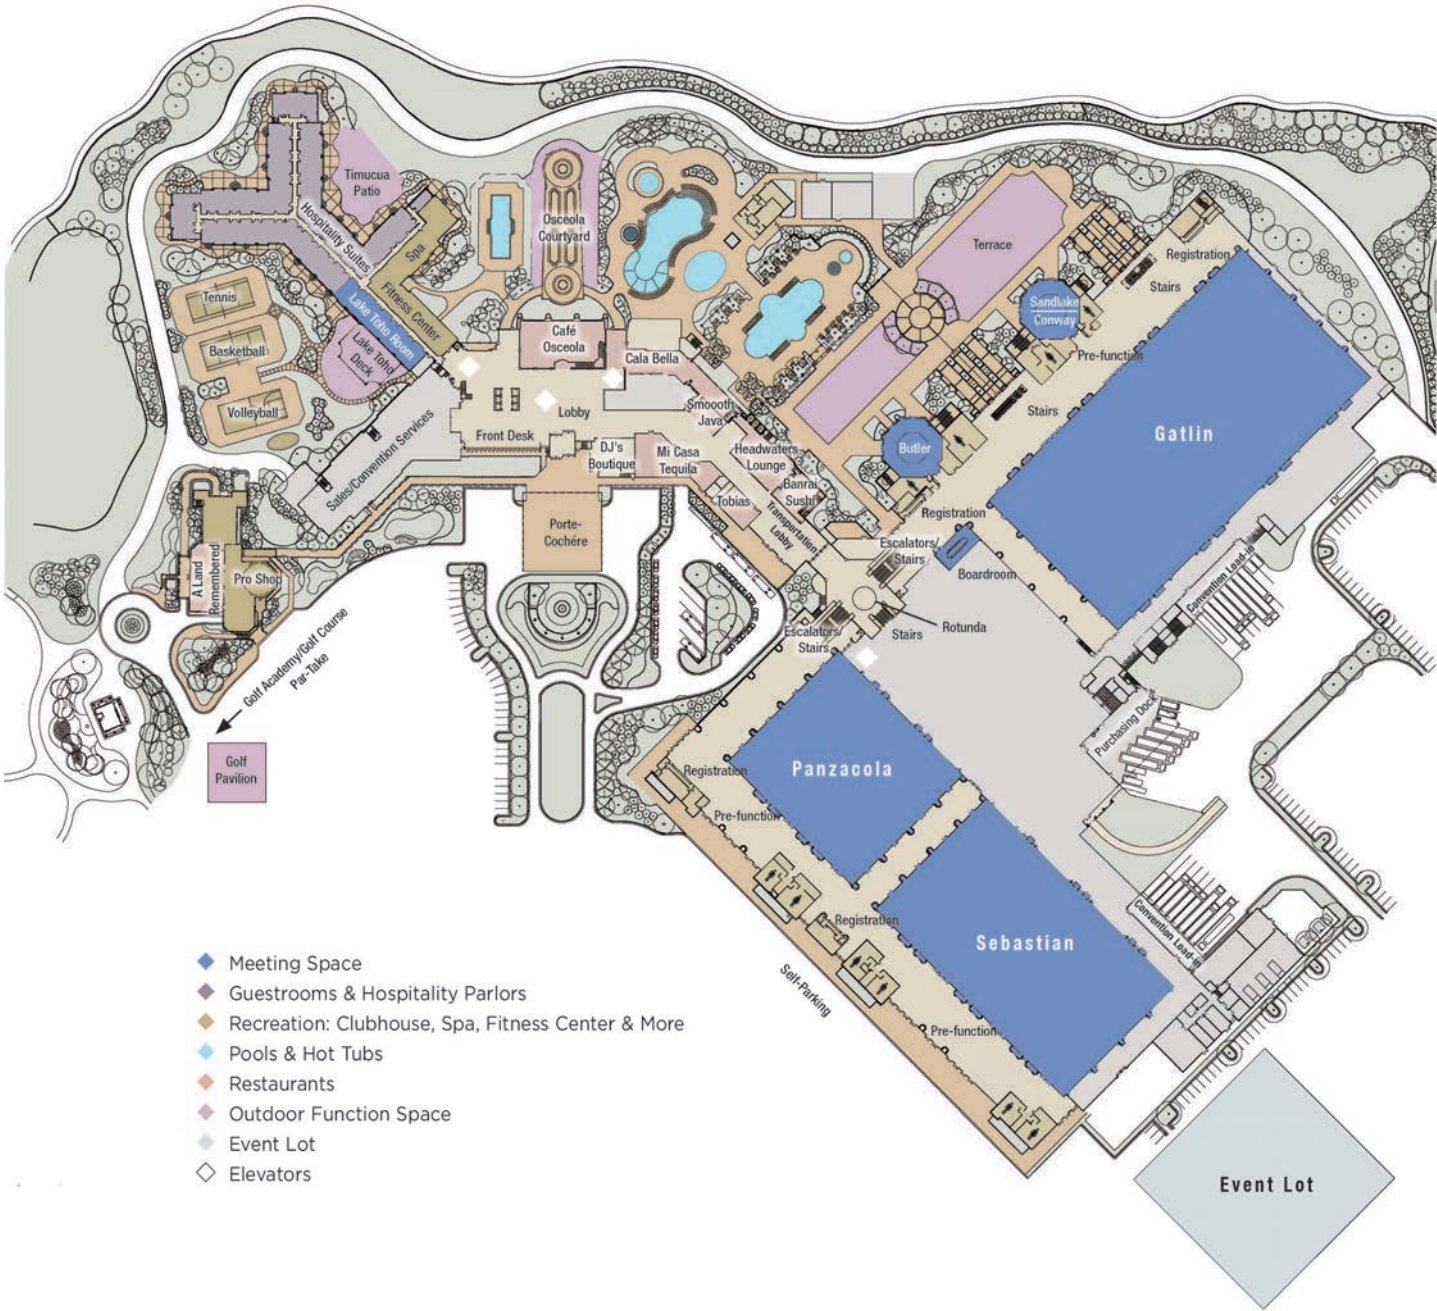 Timucua
Patio
Hospitality Suites
Spa
Fitness Center
Lake Toho Room
Lake Toho
Deck
Tennis
Basketball
Volleyball
Osceola
Courtyard
Café
Osceola
Cala Bella
Smoooth
Java
Lobby
Front Desk
DJ's
Boutique
Mi Casa
Tequila
Headwaters
Lounge
Banrai
Sushi
Tobias
Transportation
Lobby
Sales/Convention Services
Porte-
Cochére
A Land
Remembered
Pro Shop
Golf Academy/Golf Course
Par-Take
Golf
Pavilion
Terrace
Registration
Stairs
Sandlake
Conway
Pre-function
Stairs
Butler
Gatlin
Registration
Escalators/
Stairs
Boardroom
Rotunda
Stairs
Escalators/
Stairs
Convention Load-in
Purchasing Dock
Panzacola
Registration
Pre-function
Registration
Sebastian
Convention Load-in
Self-Parking
Pre-function
Event Lot
Meeting Space
Guestrooms & Hospitality Parlors
Recreation: Clubhouse, Spa, Fitness Center & More
Pools & Hot Tubs
Restaurants
Outdoor Function Space
Event Lot
Elevators